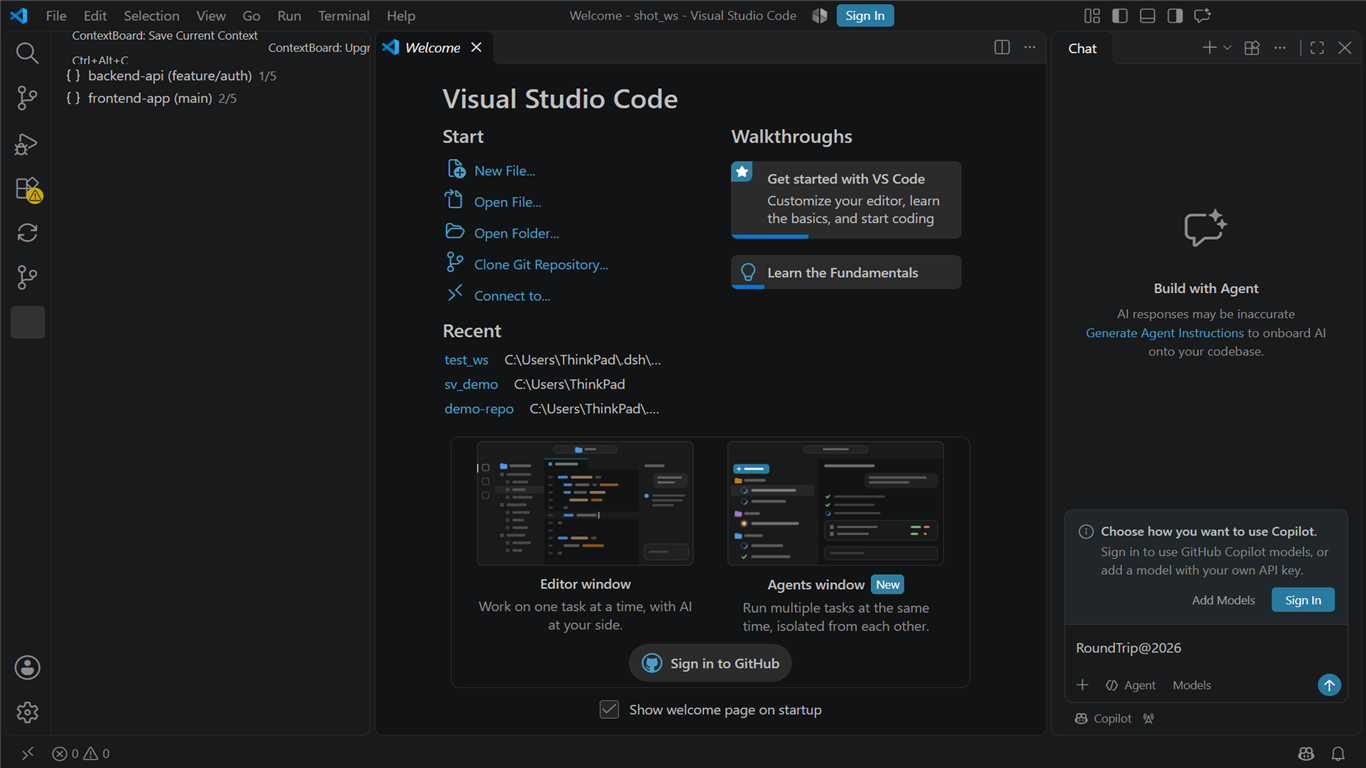 File Edit Selection View Go Run Terminal Help
Welcome - shot_ws - Visual Studio Code
Sign In
ContextBoard: Save Current Context
ContextBoard: Upgr
Ctrl+Alt+C
{ } backend-api (feature/auth) 1/5
{ } frontend-app (main) 2/5
Welcome
Visual Studio Code
Start
New File...
Open File...
Open Folder...
Clone Git Repository...
Connect to...
Recent
test_ws C:\Users\ThinkPad\.dsh\...
sv_demo C:\Users\ThinkPad
demo-repo C:\Users\ThinkPad\....
Walkthroughs
Get started with VS Code
Customize your editor, learn
the basics, and start coding
Learn the Fundamentals
Editor window
Work on one task at a time, with AI
at your side.
Agents window New
Run multiple tasks at the same
time, isolated from each other.
Sign in to GitHub
Show welcome page on startup
Chat
Build with Agent
AI responses may be inaccurate
Generate Agent Instructions to onboard AI
onto your codebase.
Choose how you want to use Copilot.
Sign in to use GitHub Copilot models, or
add a model with your own API key.
Add Models Sign In
RoundTrip@2026
Agent Models
Copilot
0 0